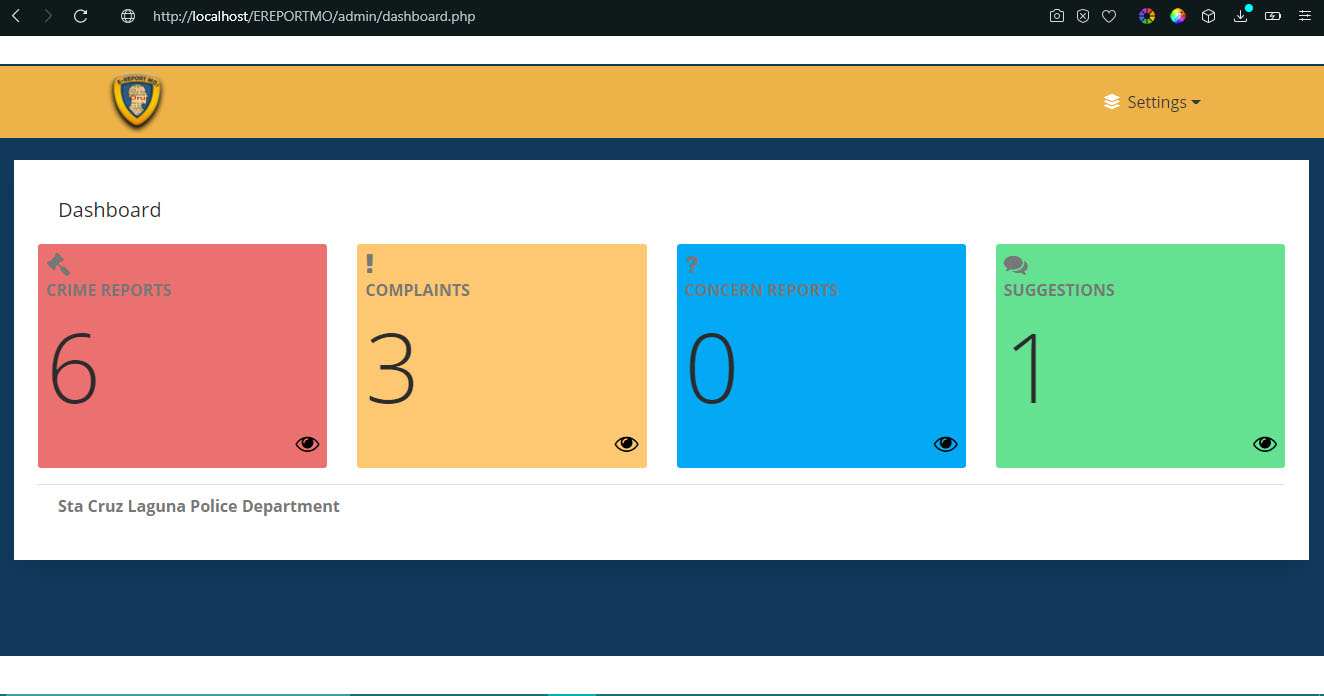 http://localhost/EREPORTMO/admin/dashboard.php
E-REPORT MO
Settings
Dashboard
CRIME REPORTS
COMPLAINTS
CONCERN REPORTS
SUGGESTIONS
6
3
0
1
Sta Cruz Laguna Police Department